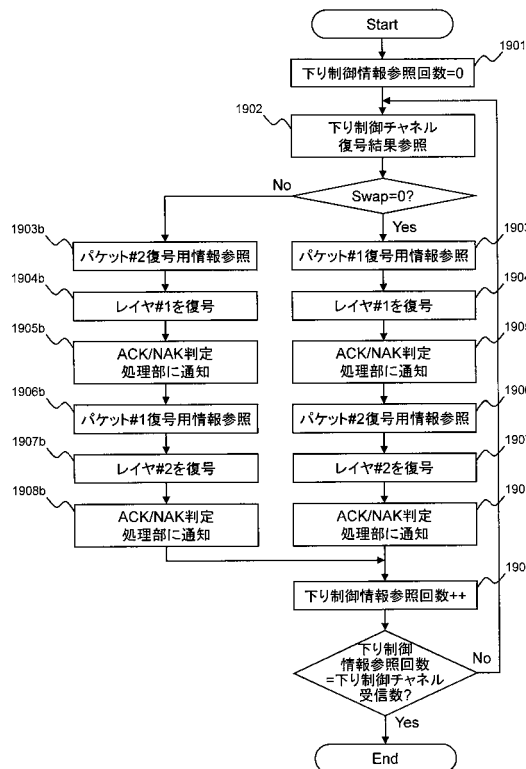 Start
1901
下り制御情報参照回数=0
1902
下り制御チャネル
復号結果参照
No
Swap=0?
Yes
1903b
パケット#2復号用情報参照
1903
パケット#1復号用情報参照
1904b
レイヤ#1を復号
1904
レイヤ#1を復号
1905b
ACK/NAK判定
処理部に通知
1905
ACK/NAK判定
処理部に通知
1906b
パケット#1復号用情報参照
1906
パケット#2復号用情報参照
1907b
レイヤ#2を復号
1907
レイヤ#2を復号
1908b
ACK/NAK判定
処理部に通知
190
ACK/NAK判定
処理部に通知
190
下り制御情報参照回数++
下り制御
情報参照回数
=下り制御チャネル
受信数?
No
Yes
End